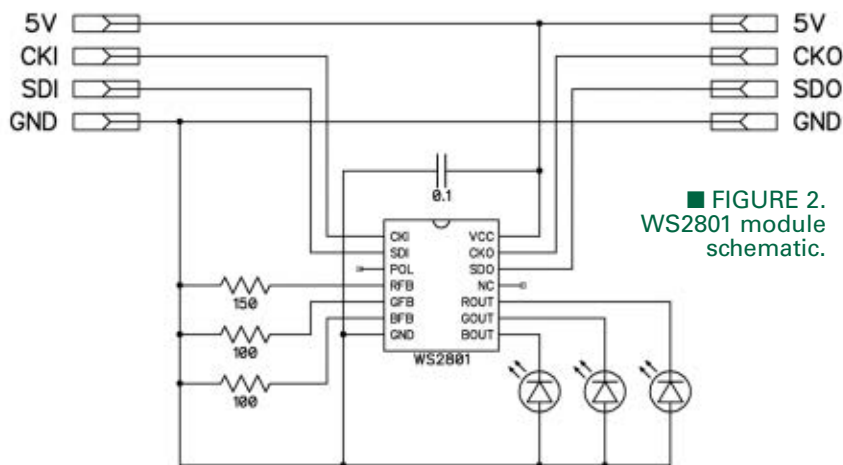 5V
CKI
SDI
GND
5V
CKO
SDO
GND
0.1
■ FIGURE 2.
WS2801 module
schematic.
CKI
SDI
POL
RFB
GFB
BFB
GND
VCC
CKO
SDO
NC
ROUT
GOUT
BOUT
WS2801
150
100
100